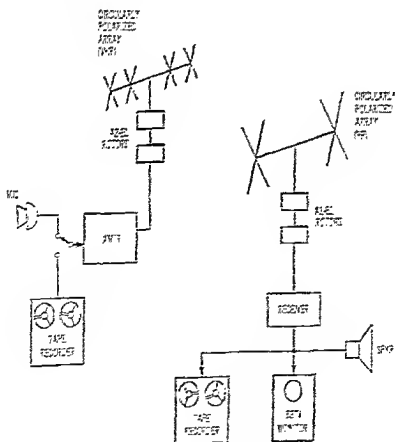 CIRCULARLY
POLARIZED
ARRAY
CIRCULARLY
POLARIZED
ARRAY
AZ-EL
ROTORS
AZ-EL
ROTORS
MIC
XMTR
RECEIVER
TAPE
RECORDER
SPKR
TAPE
RECORDER
MONITOR